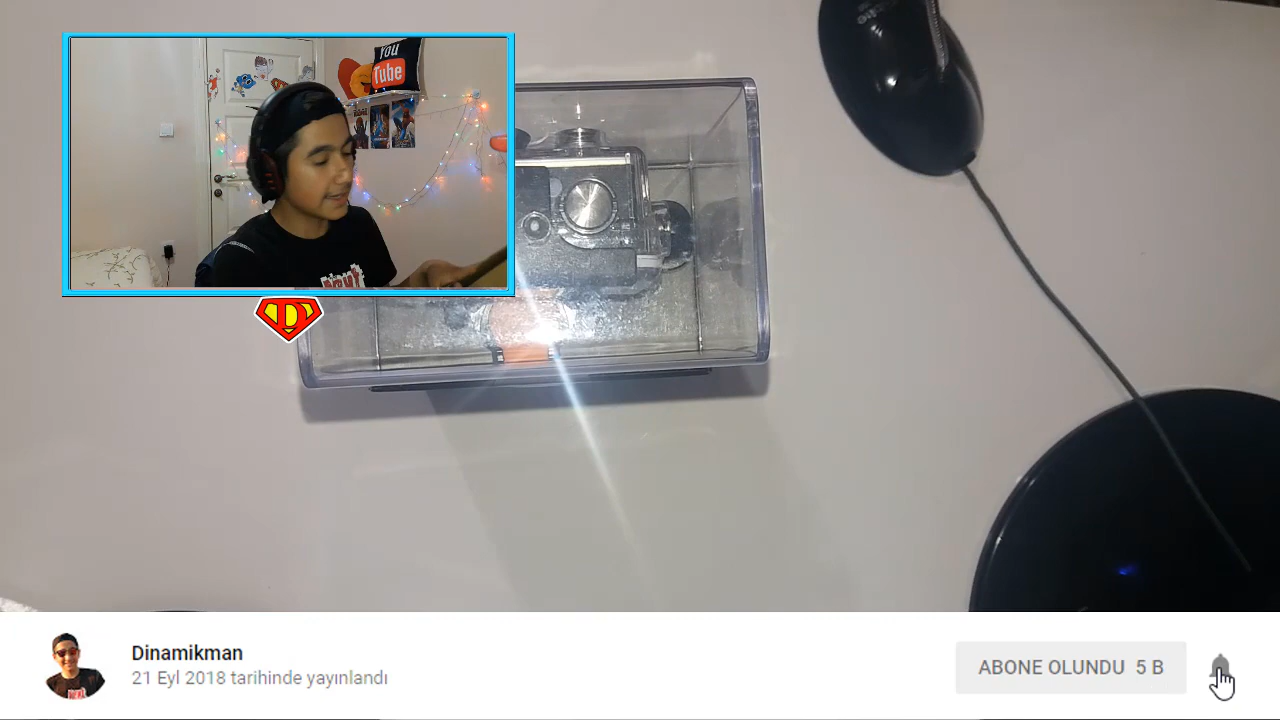 You
Tube
D
Dinamikman
21 Eyl 2018 tarihinde yayınlandı
ABONE OLUNDU 5 B